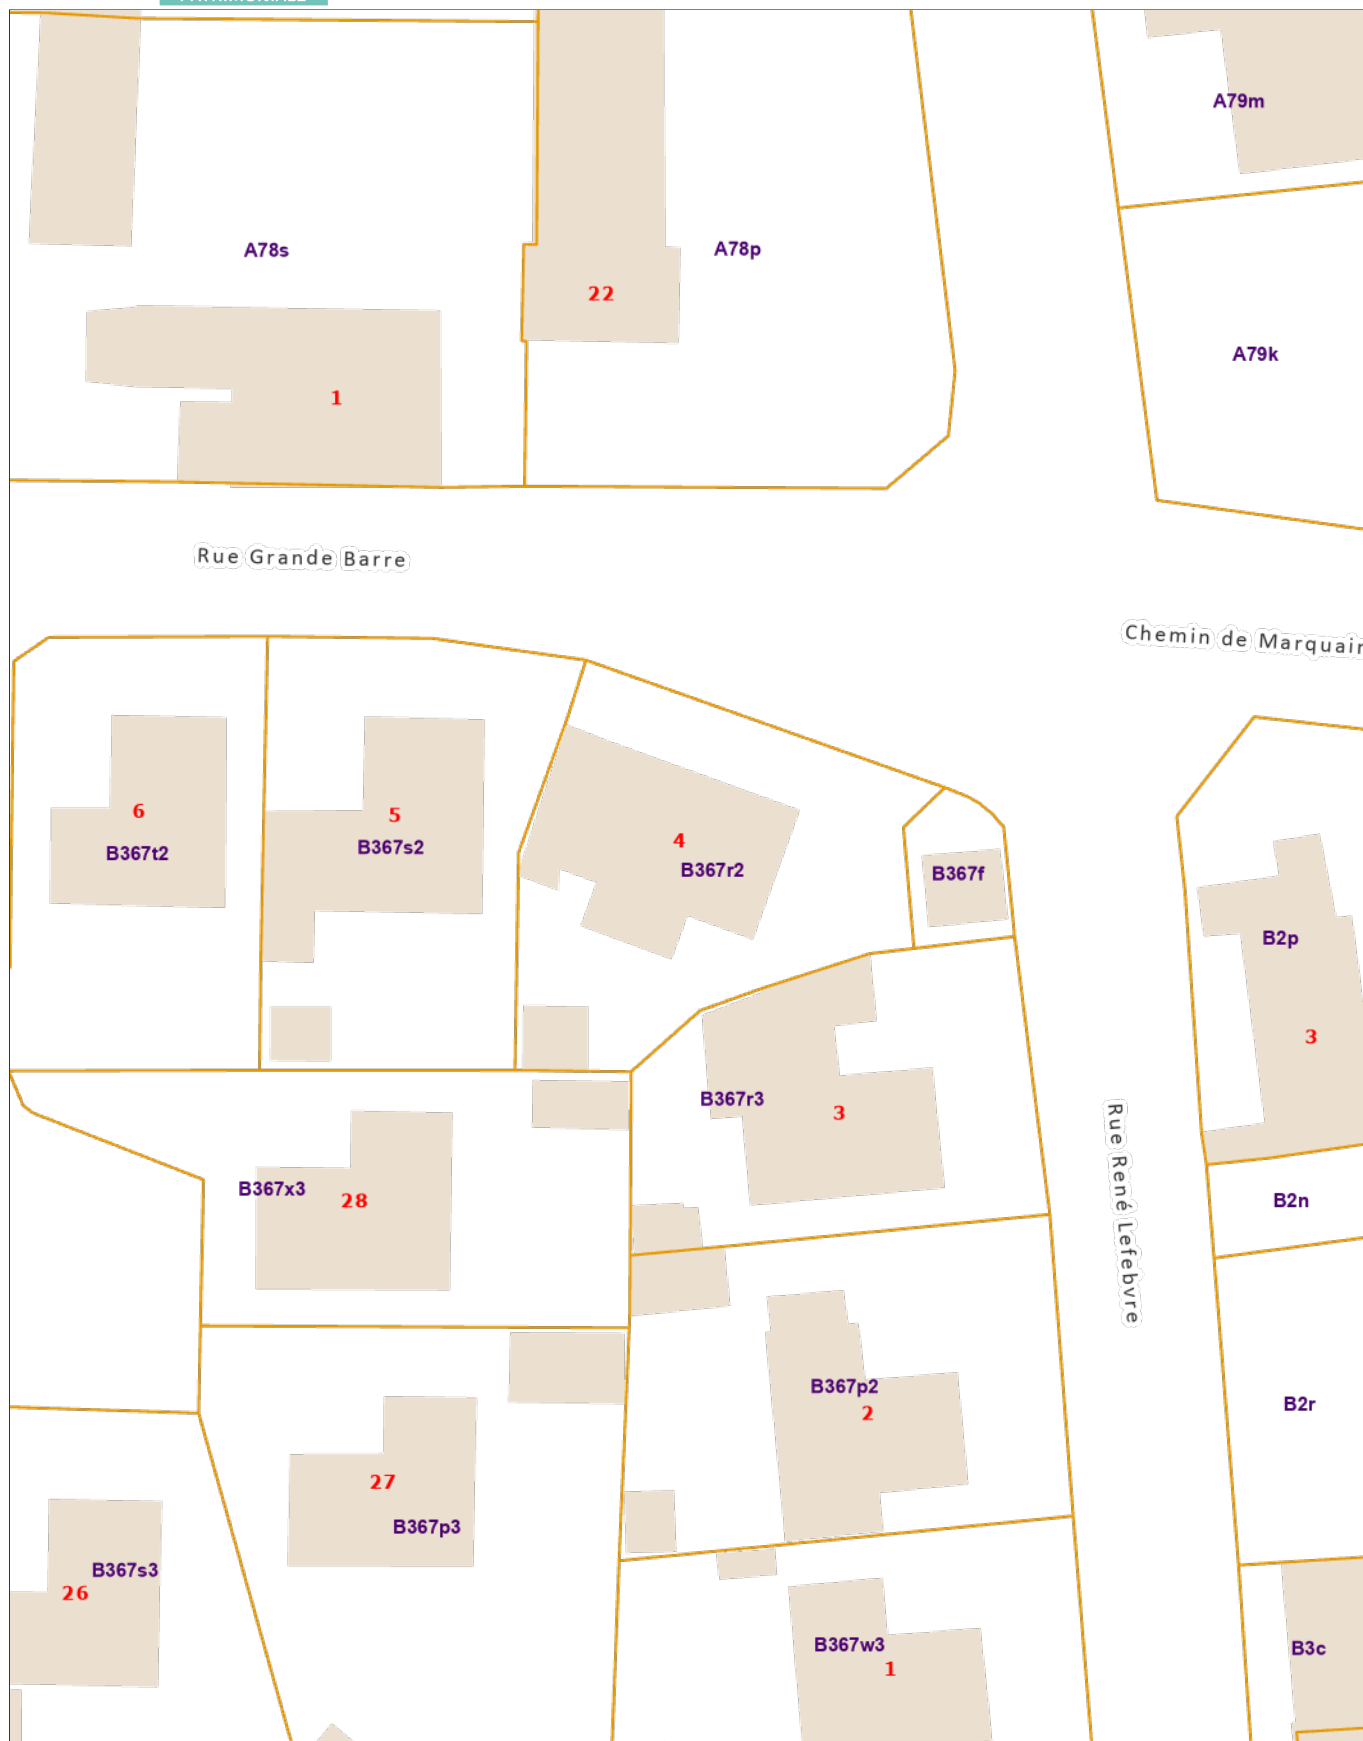 A79m
A78s
A78p
22
A79k
1
Rue Grande Barre
Chemin de Marquair
6
5
4
B367t2
B367s2
B367r2
B367f
B2p
3
B367r3
3
B367x3
28
Rue René Lefebvre
B2n
B367p2
2
B2r
27
B367p3
B367s3
26
B367w3
1
B3c